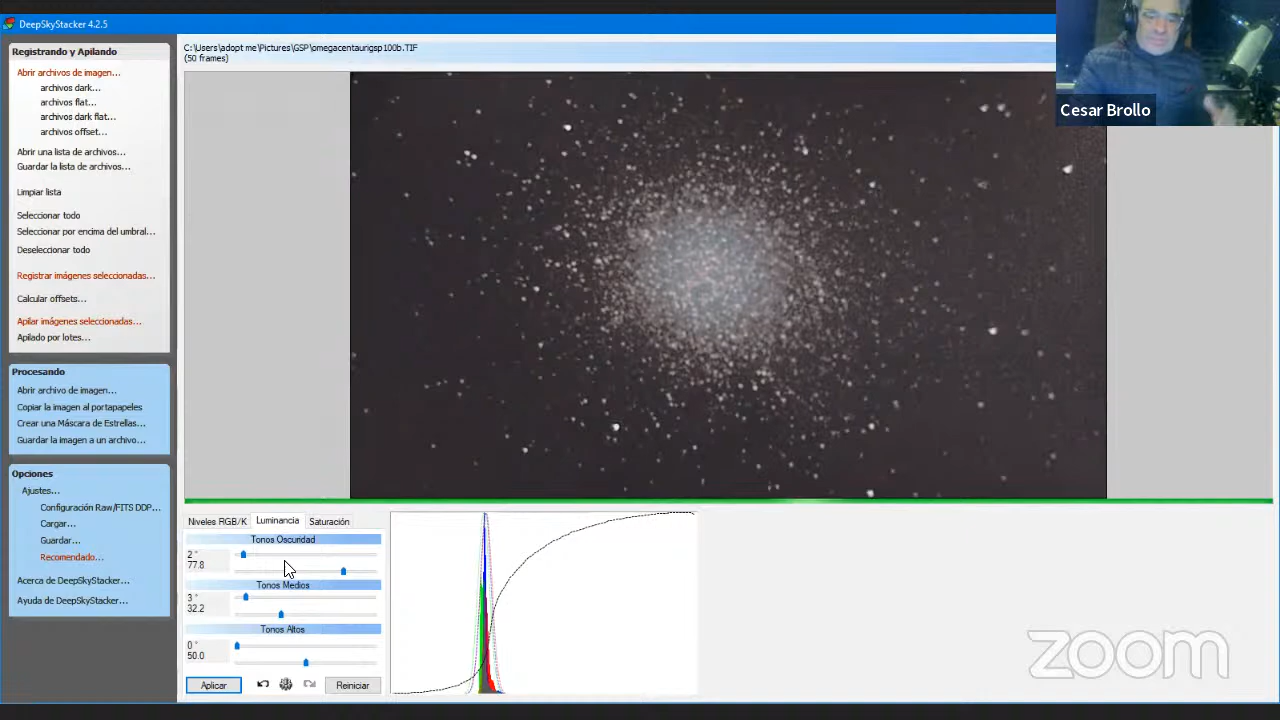 DeepSkyStacker 4.2.5
Registrando y Apilando
Abrir archivos de imagen...
archivos dark...
archivos flat...
archivos dark flat...
archivos offset...
Abrir una lista de archivos...
Guardar la lista de archivos...
Limpiar lista
Seleccionar todo
Seleccionar por encima del umbral...
Deseleccionar todo
Registrar imágenes seleccionadas...
Calcular offsets...
Apilar imágenes seleccionadas...
Apilado por lotes...
Procesando
Abrir archivo de imagen...
Copiar la imagen al portapapeles
Crear una Máscara de Estrellas...
Guardar la imagen a un archivo...
Opciones
Ajustes...
Configuración Raw/FITS DDP...
Cargar...
Guardar...
Recomendado...
Acerca de DeepSkyStacker...
Ayuda de DeepSkyStacker...
C:\Users\adopt me\Pictures\GSP\omegacentaurigsp100b.TIF
(50 frames)
Cesar Brollo
Niveles RGB/K
Luminancia
Saturación
Tonos Oscuridad
2 °
77.8
Tonos Medios
3 °
32.2
Tonos Altos
0 °
50.0
Aplicar
Reiniciar
zoom